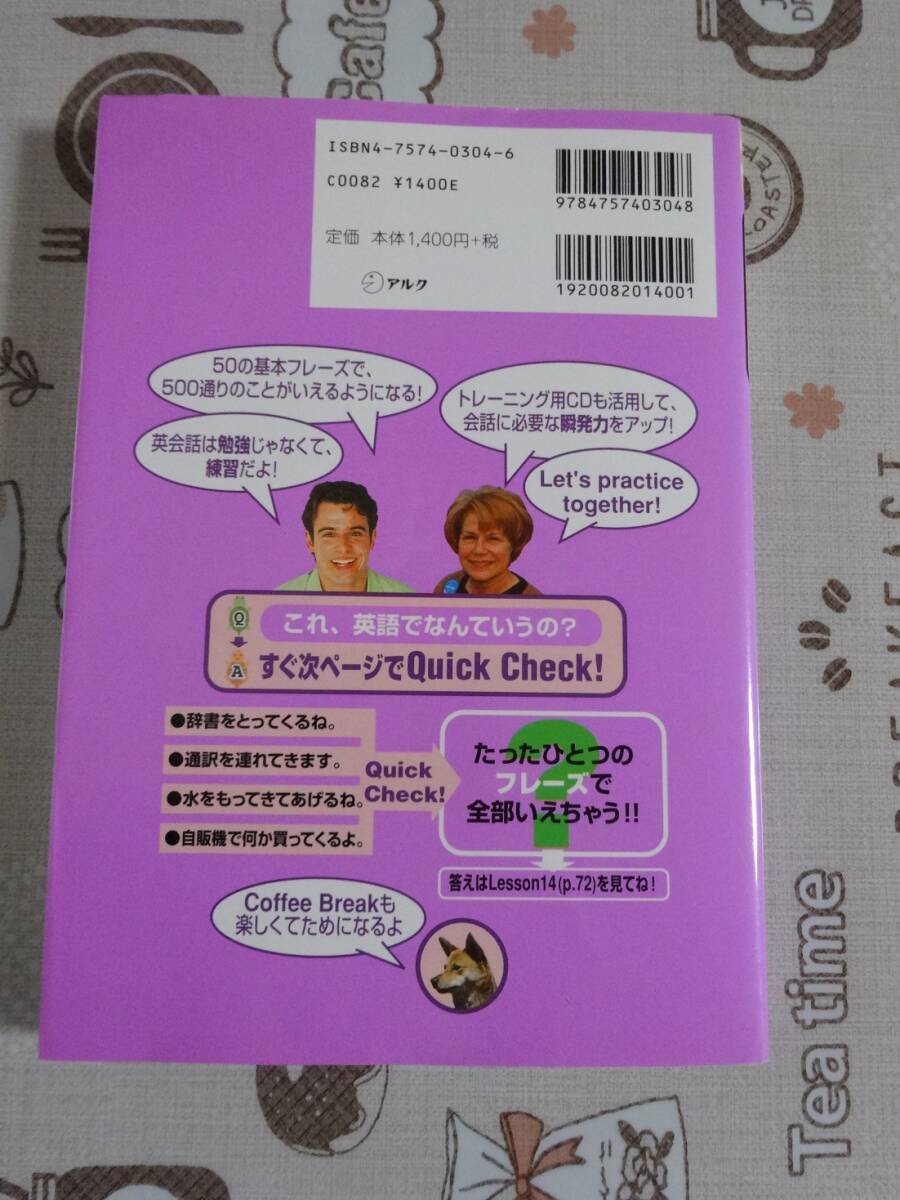 Cafe
ISBN4-7574-0304-6
C0082 ¥1400E
定価 本体1,400円+税
アルク
9784757403048
1920082014001
50の基本フレーズで、
500通りのことがいえるようになる!
トレーニング用CDも活用して、
会話に必要な瞬発力をアップ!
英会話は勉強じゃなくて、
練習だよ!
Let's practice
together!
Q
これ、英語でなんていうの?
A
すぐ次ページでQuick Check!
●辞書をとってくるね。
●通訳を連れてきます。
●水をもってきてあげるね。
●自販機で何か買ってくるよ。
Quick
Check!
?
たったひとつの
フレーズで
全部いえちゃう!!
答えはLesson14(p.72)を見てね!
Coffee Breakも
楽しくてためになるよ
Tea time